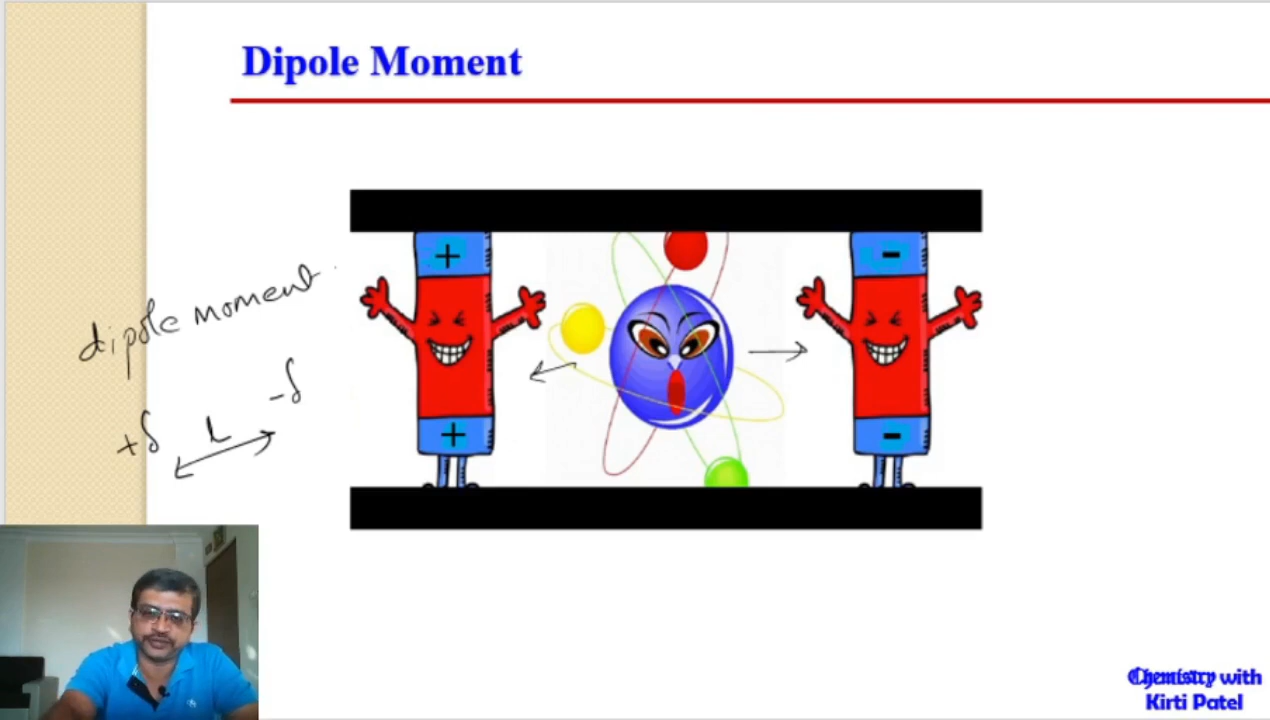 Dipole Moment
+
-
dipole moment
+δ L -δ
+
-
Chemistry with
Kirti Patel